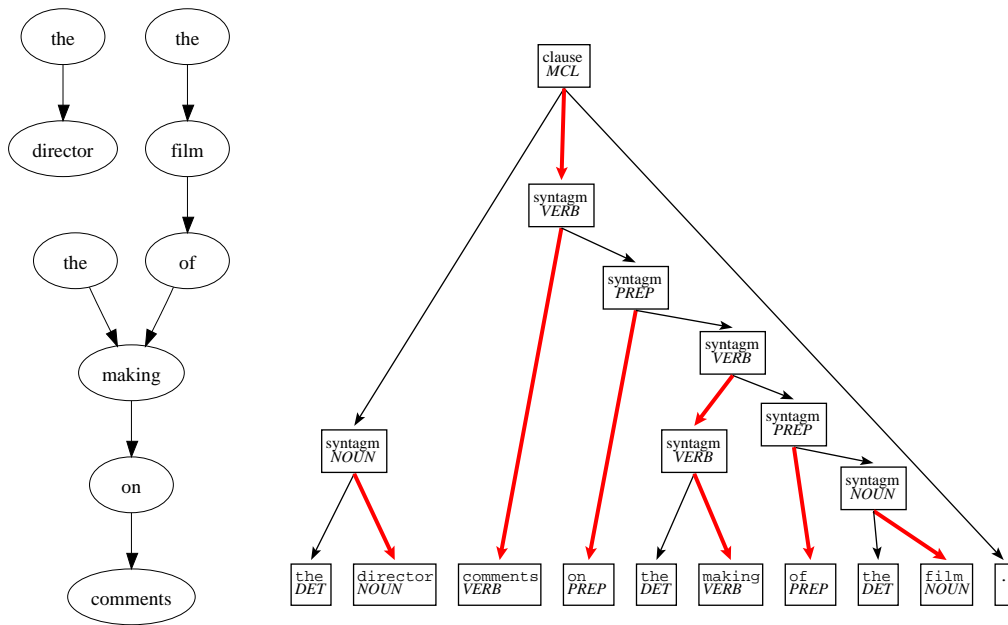 the
the
director
film
the
of
making
on
comments
clause
MCL
syntagm
VERB
syntagm
PREP
syntagm
VERB
syntagm
PREP
syntagm
NOUN
syntagm
VERB
syntagm
NOUN
the
DET
director
NOUN
comments
VERB
on
PREP
the
DET
making
VERB
of
PREP
the
DET
film
NOUN
.